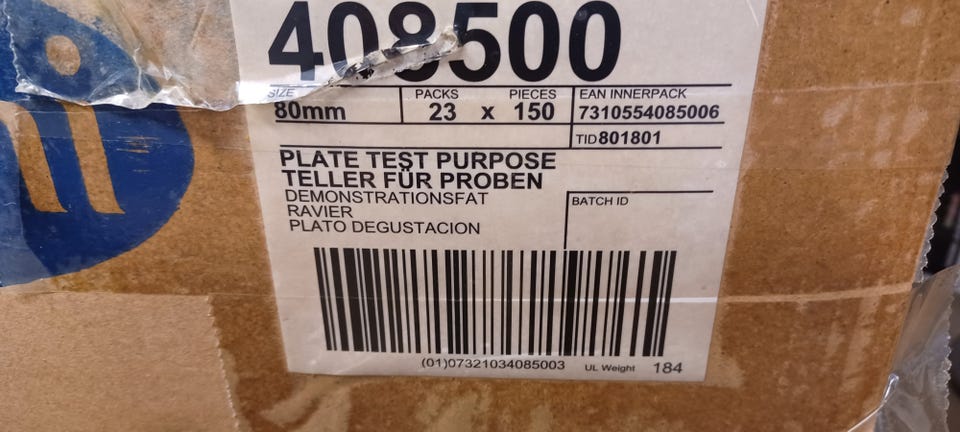 408500
SIZE PACKS PIECES EAN INNERPACK
80mm 23 x 150 7310554085006
TID 801801
PLATE TEST PURPOSE
TELLER FÜR PROBEN
DEMONSTRATIONSFAT
RAVIER
PLATO DEGUSTACION
BATCH ID
(01)07321034085003 UL Weight 184